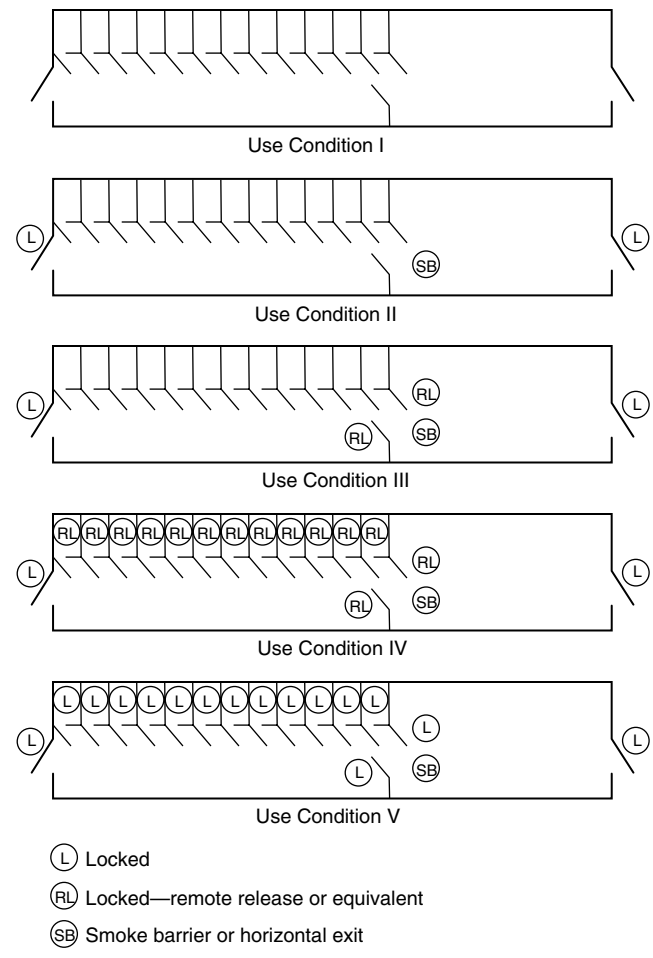 Use Condition I
L L
SB
Use Condition II
L RL L
RL SB
Use Condition III
RL RL RL RL RL RL RL RL RL RL RL RL
L RL L
RL SB
Use Condition IV
L L L L L L L L L L L L
L L L
L SB
Use Condition V
L Locked
RL Locked—remote release or equivalent
SB Smoke barrier or horizontal exit